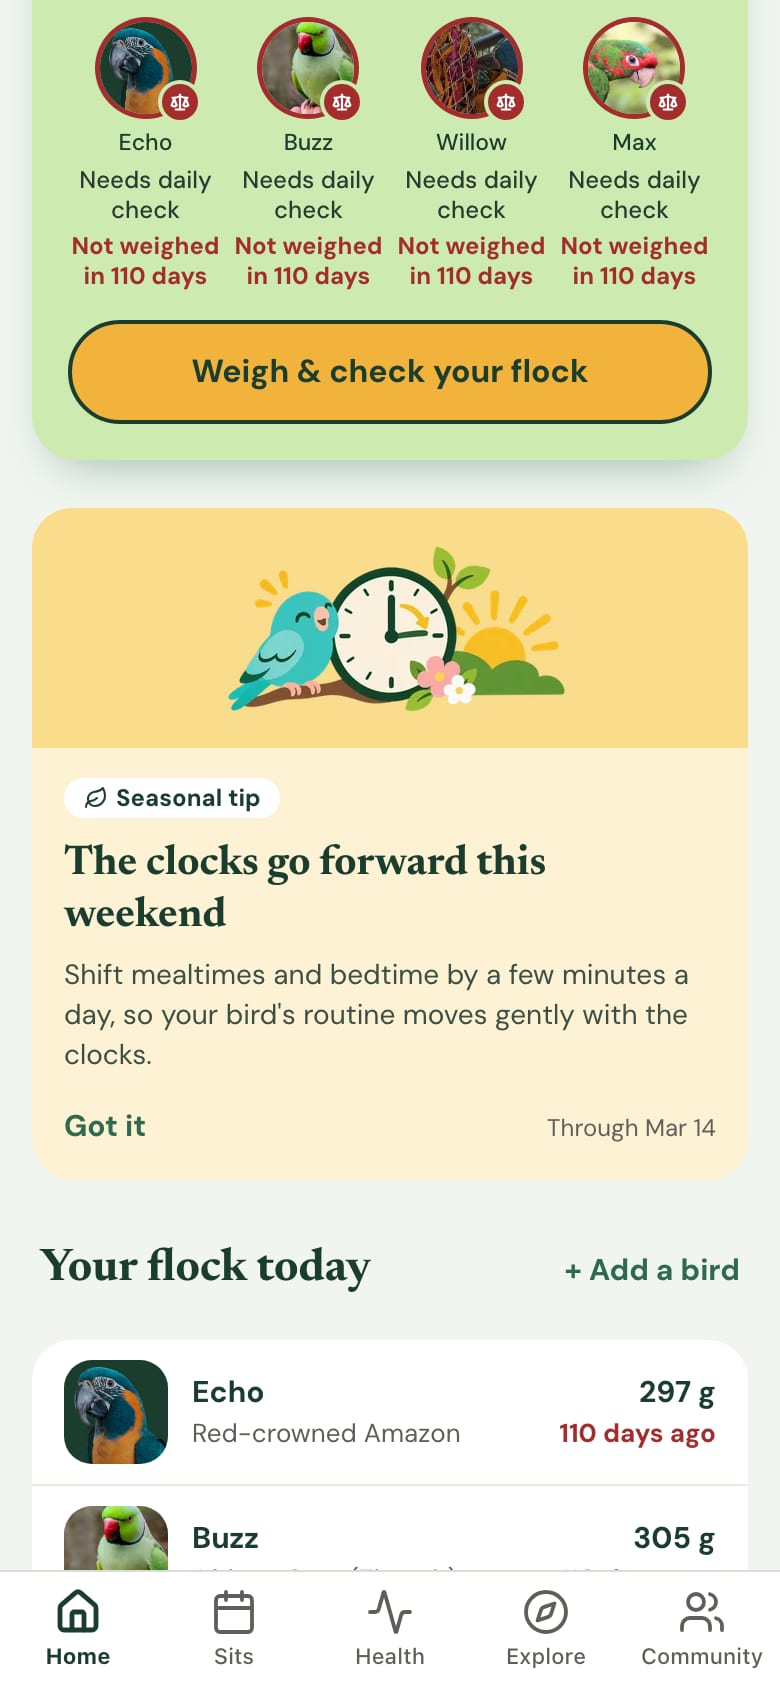 Echo
Buzz
Willow
Max
Needs daily check
Needs daily check
Needs daily check
Needs daily check
Not weighed in 110 days
Not weighed in 110 days
Not weighed in 110 days
Not weighed in 110 days
Weigh & check your flock
Seasonal tip
The clocks go forward this
weekend
Shift mealtimes and bedtime by a few minutes a
day, so your bird's routine moves gently with the
clocks.
Got it
Through Mar 14
Your flock today
+ Add a bird
Echo
297 g
Red-crowned Amazon
110 days ago
Buzz
305 g
Home
Sits
Health
Explore
Community